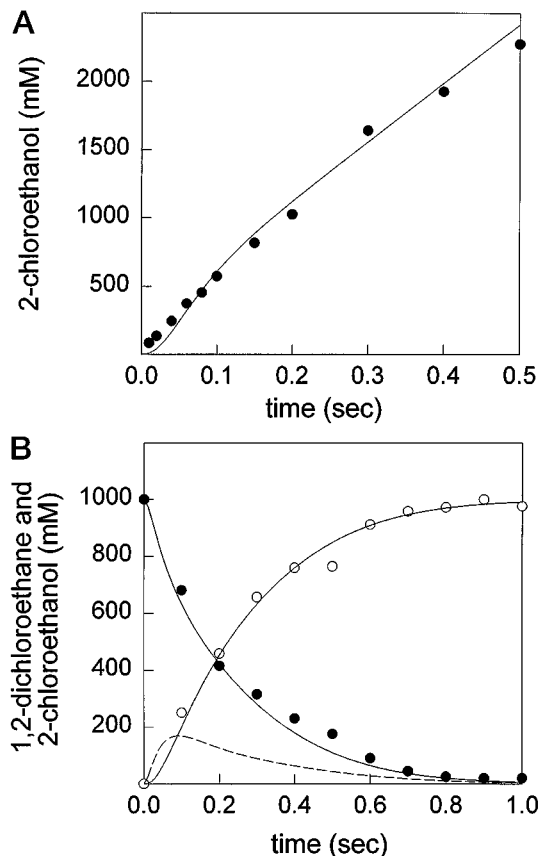 A
2-chloroethanol (mM)
2000
1500
1000
500
0.0 0.1 0.2 0.3 0.4 0.5
time (sec)
B
1,2-dichloroethane and
2-chloroethanol (mM)
1000
800
600
400
200
0.0 0.2 0.4 0.6 0.8 1.0
time (sec)